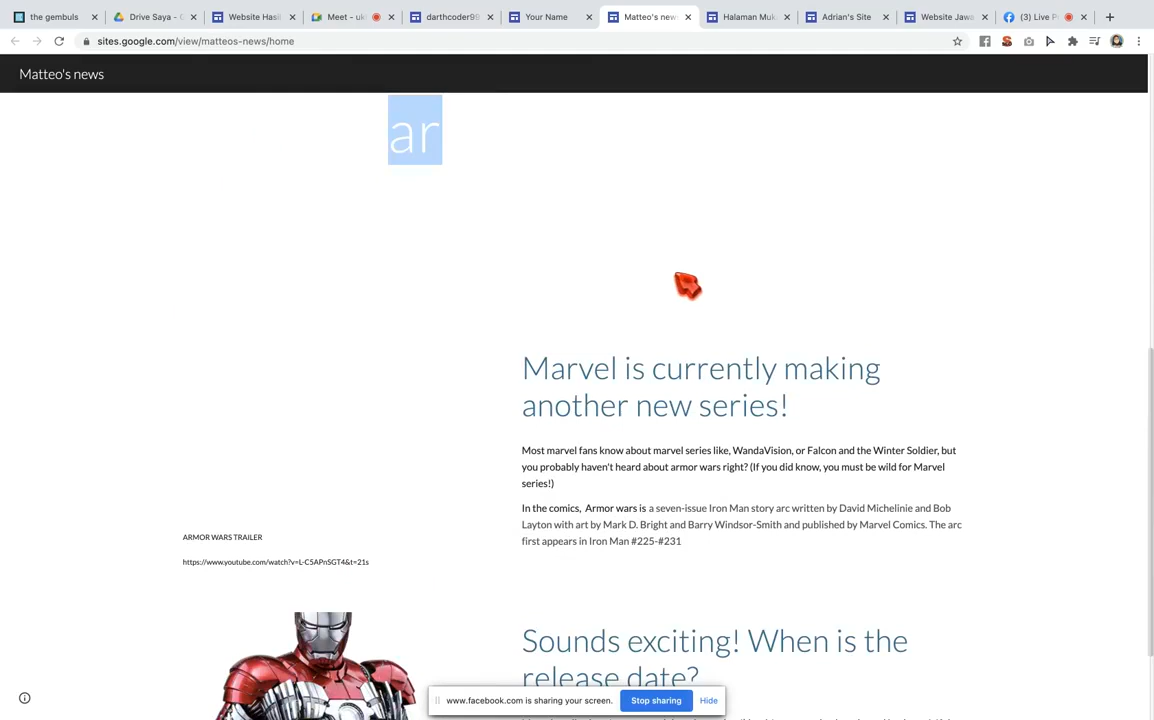 the gembuls
Drive Saya - G
Website Hasil
Meet - uk
darthcoder99
Your Name
Matteo's new
Halaman Muk
Adrian's Site
Website Jawa
(3) Live P
sites.google.com/view/matteos-news/home
Matteo's news
ar
Marvel is currently making
another new series!
Most marvel fans know about marvel series like, WandaVision, or Falcon and the Winter Soldier, but
you probably haven't heard about armor wars right? (If you did know, you must be wild for Marvel
series!)
In the comics, Armor wars is a seven-issue Iron Man story arc written by David Michelinie and Bob
Layton with art by Mark D. Bright and Barry Windsor-Smith and published by Marvel Comics. The arc
first appears in Iron Man #225-#231
ARMOR WARS TRAILER
https://www.youtube.com/watch?v=L-C5APnSGT4&t=21s
Sounds exciting! When is the
release date?
www.facebook.com is sharing your screen.
Stop sharing
Hide